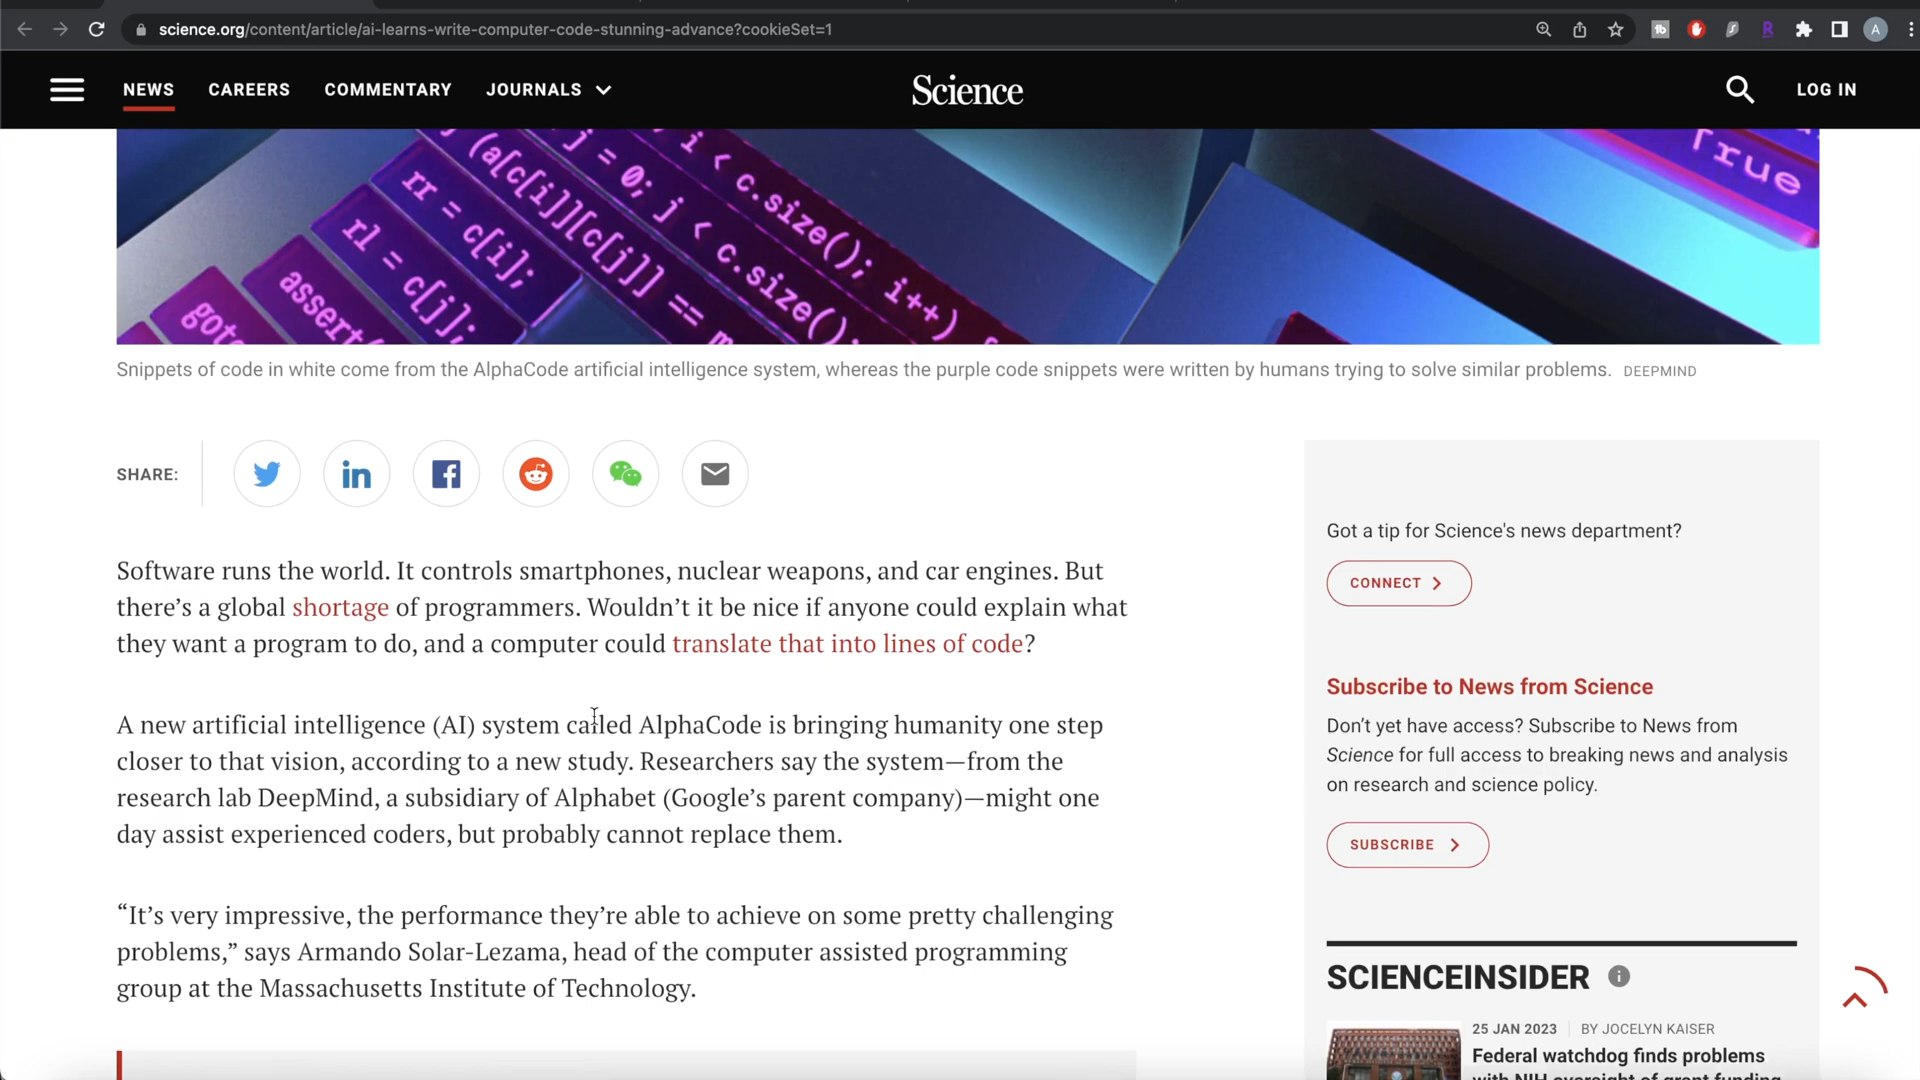 science.org/content/article/ai-learns-write-computer-code-stunning-advance?cookieSet=1
A
NEWS
CAREERS
COMMENTARY
JOURNALS
Science
LOG IN
i < c.size(); i++) {
j = 0; j < c.size();
(a[c[i]][c[j]] == m
rr = c[i];
rl = c[j];
assert(
goto
True
Snippets of code in white come from the AlphaCode artificial intelligence system, whereas the purple code snippets were written by humans trying to solve similar problems. DEEPMIND
SHARE:
Software runs the world. It controls smartphones, nuclear weapons, and car engines. But
there’s a global shortage of programmers. Wouldn’t it be nice if anyone could explain what
they want a program to do, and a computer could translate that into lines of code?
A new artificial intelligence (AI) system called AlphaCode is bringing humanity one step
closer to that vision, according to a new study. Researchers say the system—from the
research lab DeepMind, a subsidiary of Alphabet (Google’s parent company)—might one
day assist experienced coders, but probably cannot replace them.
“It’s very impressive, the performance they’re able to achieve on some pretty challenging
problems,” says Armando Solar-Lezama, head of the computer assisted programming
group at the Massachusetts Institute of Technology.
Got a tip for Science's news department?
CONNECT
Subscribe to News from Science
Don’t yet have access? Subscribe to News from
Science for full access to breaking news and analysis
on research and science policy.
SUBSCRIBE
SCIENCEINSIDER
25 JAN 2023 BY JOCELYN KAISER
Federal watchdog finds problems
with NIH oversight of grant funding